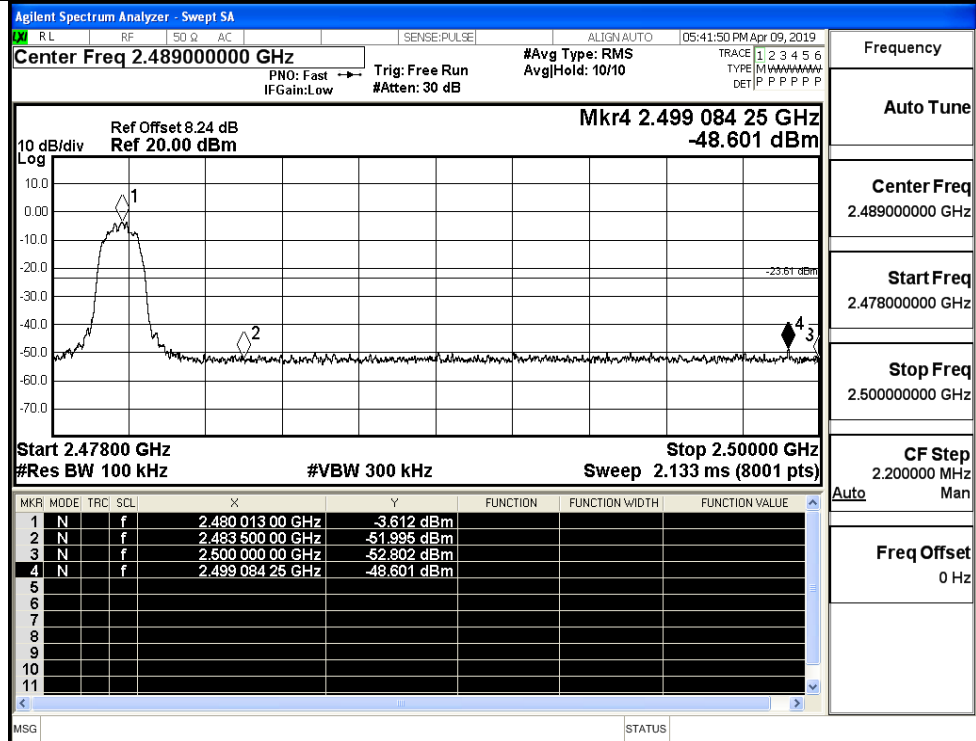 Agilent Spectrum Analyzer - Swept SA
LXI RL RF 50 Ω AC SENSE:PULSE ALIGN AUTO 05:41:50 PM Apr 09, 2019
Center Freq 2.489000000 GHz
PNO: Fast
IFGain:Low
Trig: Free Run
#Atten: 30 dB
#Avg Type: RMS
Avg|Hold: 10/10
TRACE 1 2 3 4 5 6
TYPE M WWWWW
DET P P P P P P
Ref Offset 8.24 dB
10 dB/div Ref 20.00 dBm
Log
Mkr4 2.499 084 25 GHz
-48.601 dBm
10.0
0.00
-10.0
-20.0
-30.0
-40.0
-50.0
-60.0
-70.0
1
2
4
3
-23.61 dBm
Start 2.47800 GHz Stop 2.50000 GHz
#Res BW 100 kHz #VBW 300 kHz Sweep 2.133 ms (8001 pts)
MKR MODE TRC SCL X Y FUNCTION FUNCTION WIDTH FUNCTION VALUE
1 N f 2.480 013 00 GHz -3.612 dBm
2 N f 2.483 500 00 GHz -51.995 dBm
3 N f 2.500 000 00 GHz -52.802 dBm
4 N f 2.499 084 25 GHz -48.601 dBm
5
6
7
8
9
10
11
MSG STATUS
Frequency
Auto Tune
Center Freq
2.489000000 GHz
Start Freq
2.478000000 GHz
Stop Freq
2.500000000 GHz
CF Step
2.200000 MHz
Auto Man
Freq Offset
0 Hz